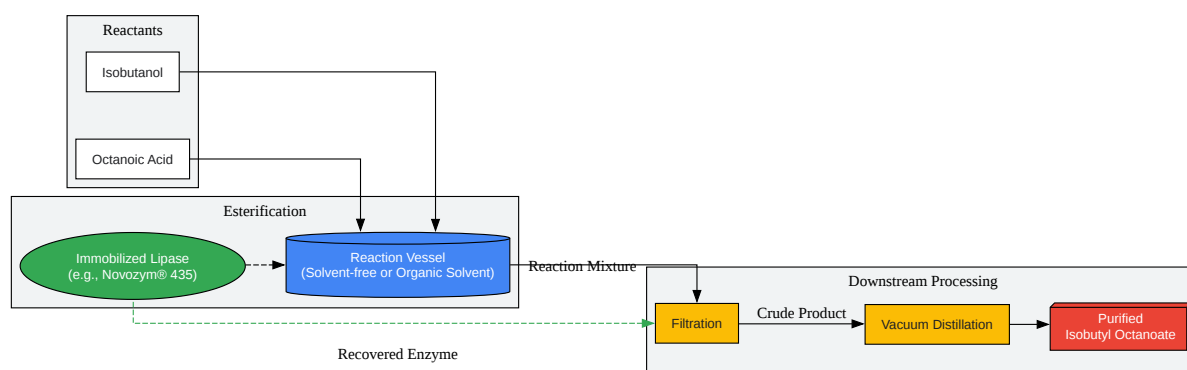 Reactants
Isobutanol
Octanoic Acid
Esterification
Immobilized Lipase
(e.g., Novozym® 435)
Reaction Vessel
(Solvent-free or Organic Solvent)
Reaction Mixture
Downstream Processing
Filtration
Crude Product
Vacuum Distillation
Purified
Isobutyl Octanoate
Recovered Enzyme